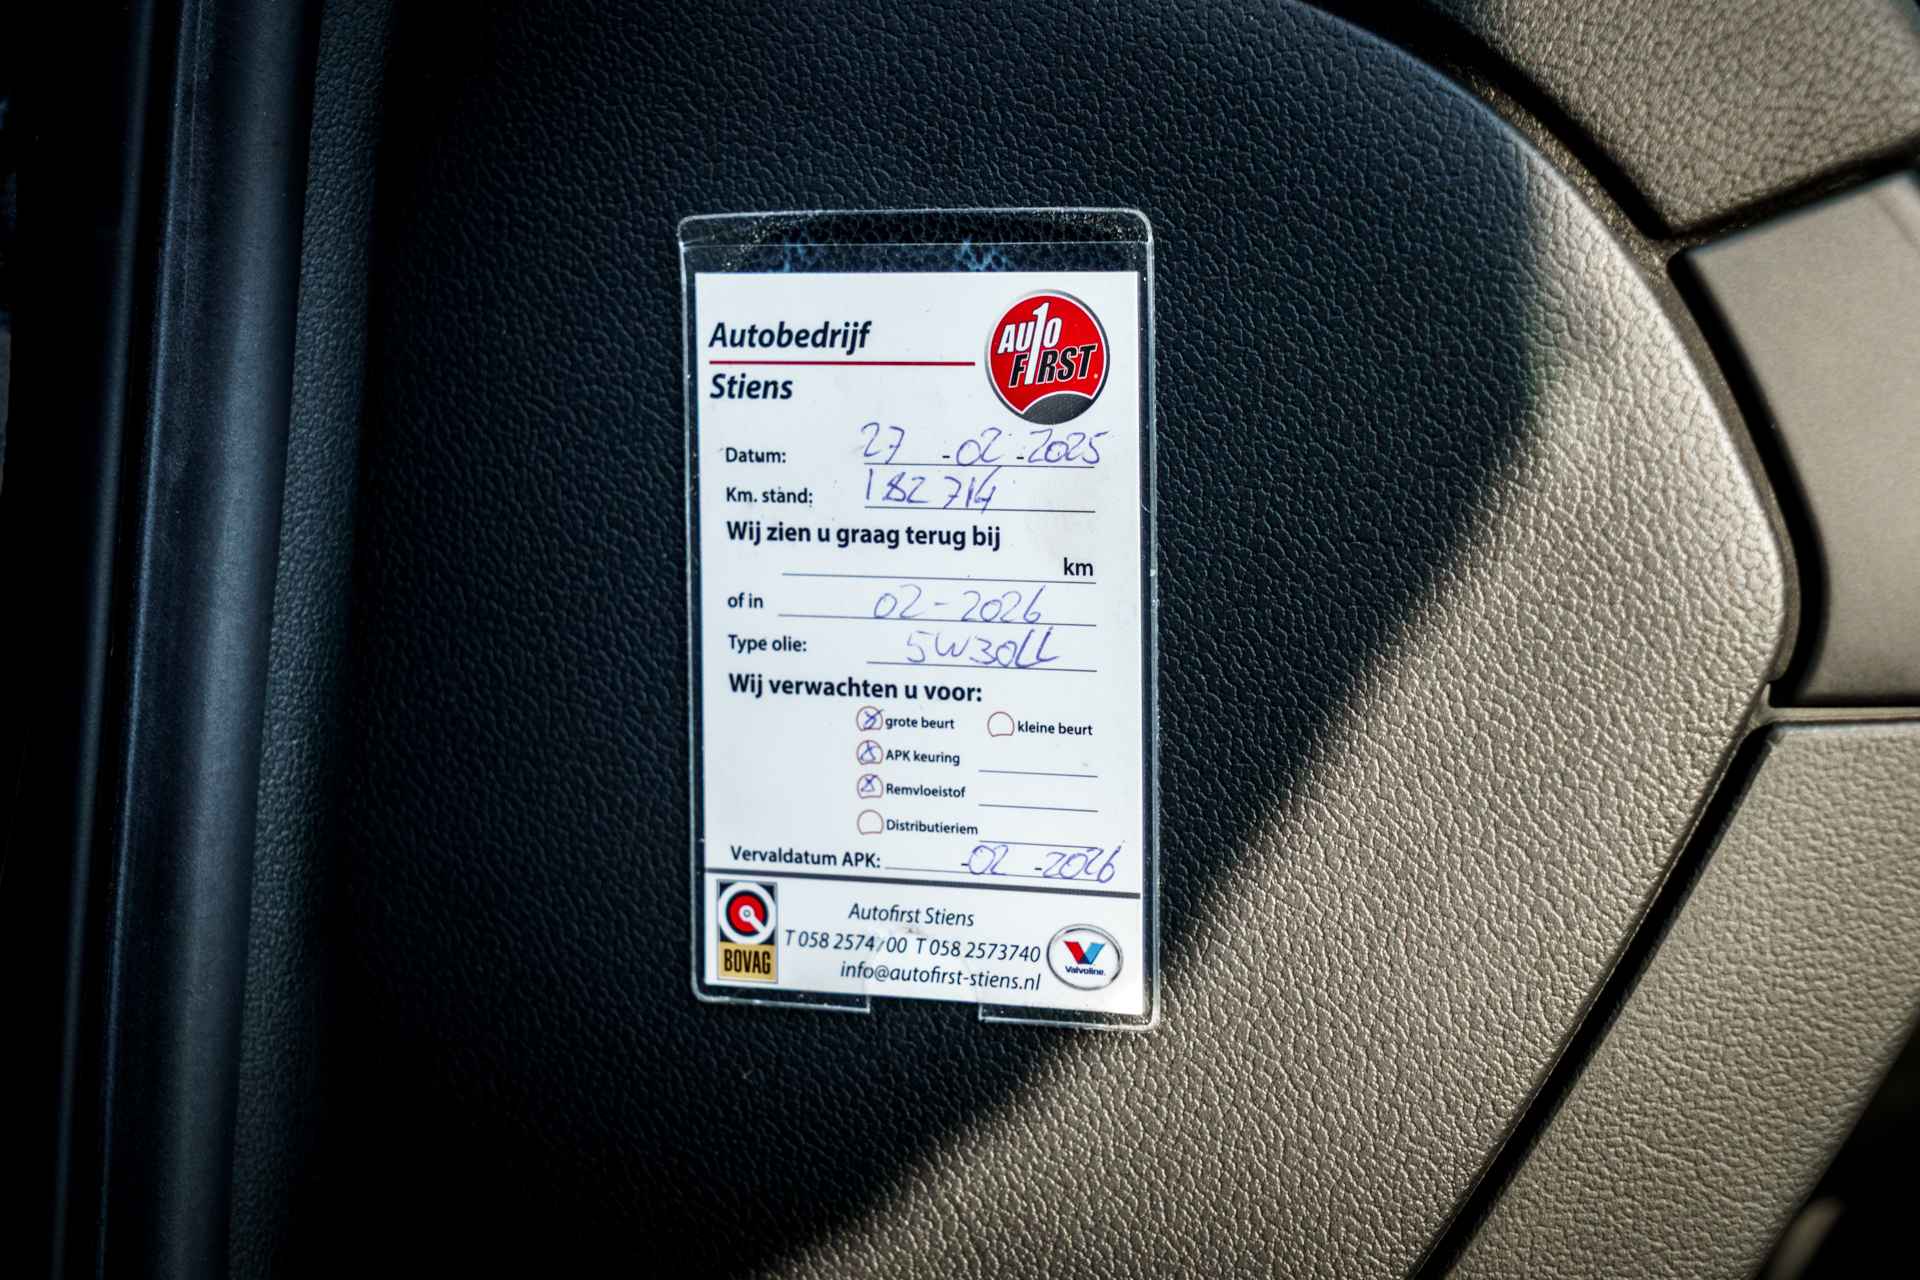 Autobedrijf
Stiens
AUTO FIRST
Datum: 27-02-2025
Km. stand: 182714
Wij zien u graag terug bij
km
of in 02-2026
Type olie: 5W30LL
Wij verwachten u voor:
grote beurt kleine beurt
APK keuring
Remvloeistof
Distributieriem
Vervaldatum APK: -02-2026
Autofirst Stiens
T 058 2574700 T 058 2573740
info@autofirst-stiens.nl
BOVAG
Valvoline.